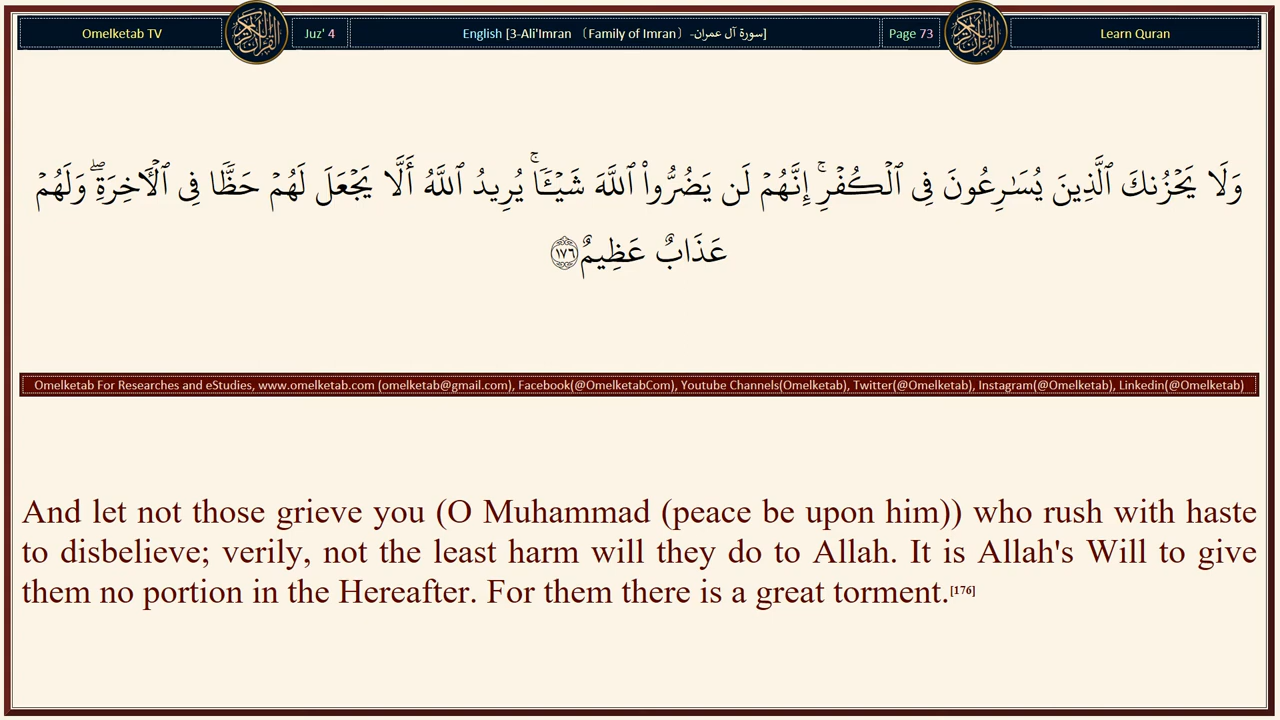 Omelketab TV
Juz' 4
English [3-Ali'Imran (Family of Imran) -سورة آل عمران]
Page 73
Learn Quran
وَلَا يَحۡزُنكَ ٱلَّذِينَ يُسَٰرِعُونَ فِى ٱلۡكُفۡرِۚ إِنَّهُمۡ لَن يَضُرُّواْ ٱللَّهَ شَيۡـًٔاۚ يُرِيدُ ٱللَّهُ أَلَّا يَجۡعَلَ لَهُمۡ حَظًّا فِى ٱلۡأٓخِرَةِۖ وَلَهُمۡ
عَذَابٌ عَظِيمٌ ١٧٦
Omelketab For Researches and eStudies, www.omelketab.com (omelketab@gmail.com), Facebook(@OmelketabCom), Youtube Channels(Omelketab), Twitter(@Omelketab), Instagram(@Omelketab), Linkedin(@Omelketab)
And let not those grieve you (O Muhammad (peace be upon him)) who rush with haste
to disbelieve; verily, not the least harm will they do to Allah. It is Allah's Will to give
them no portion in the Hereafter. For them there is a great torment.[176]